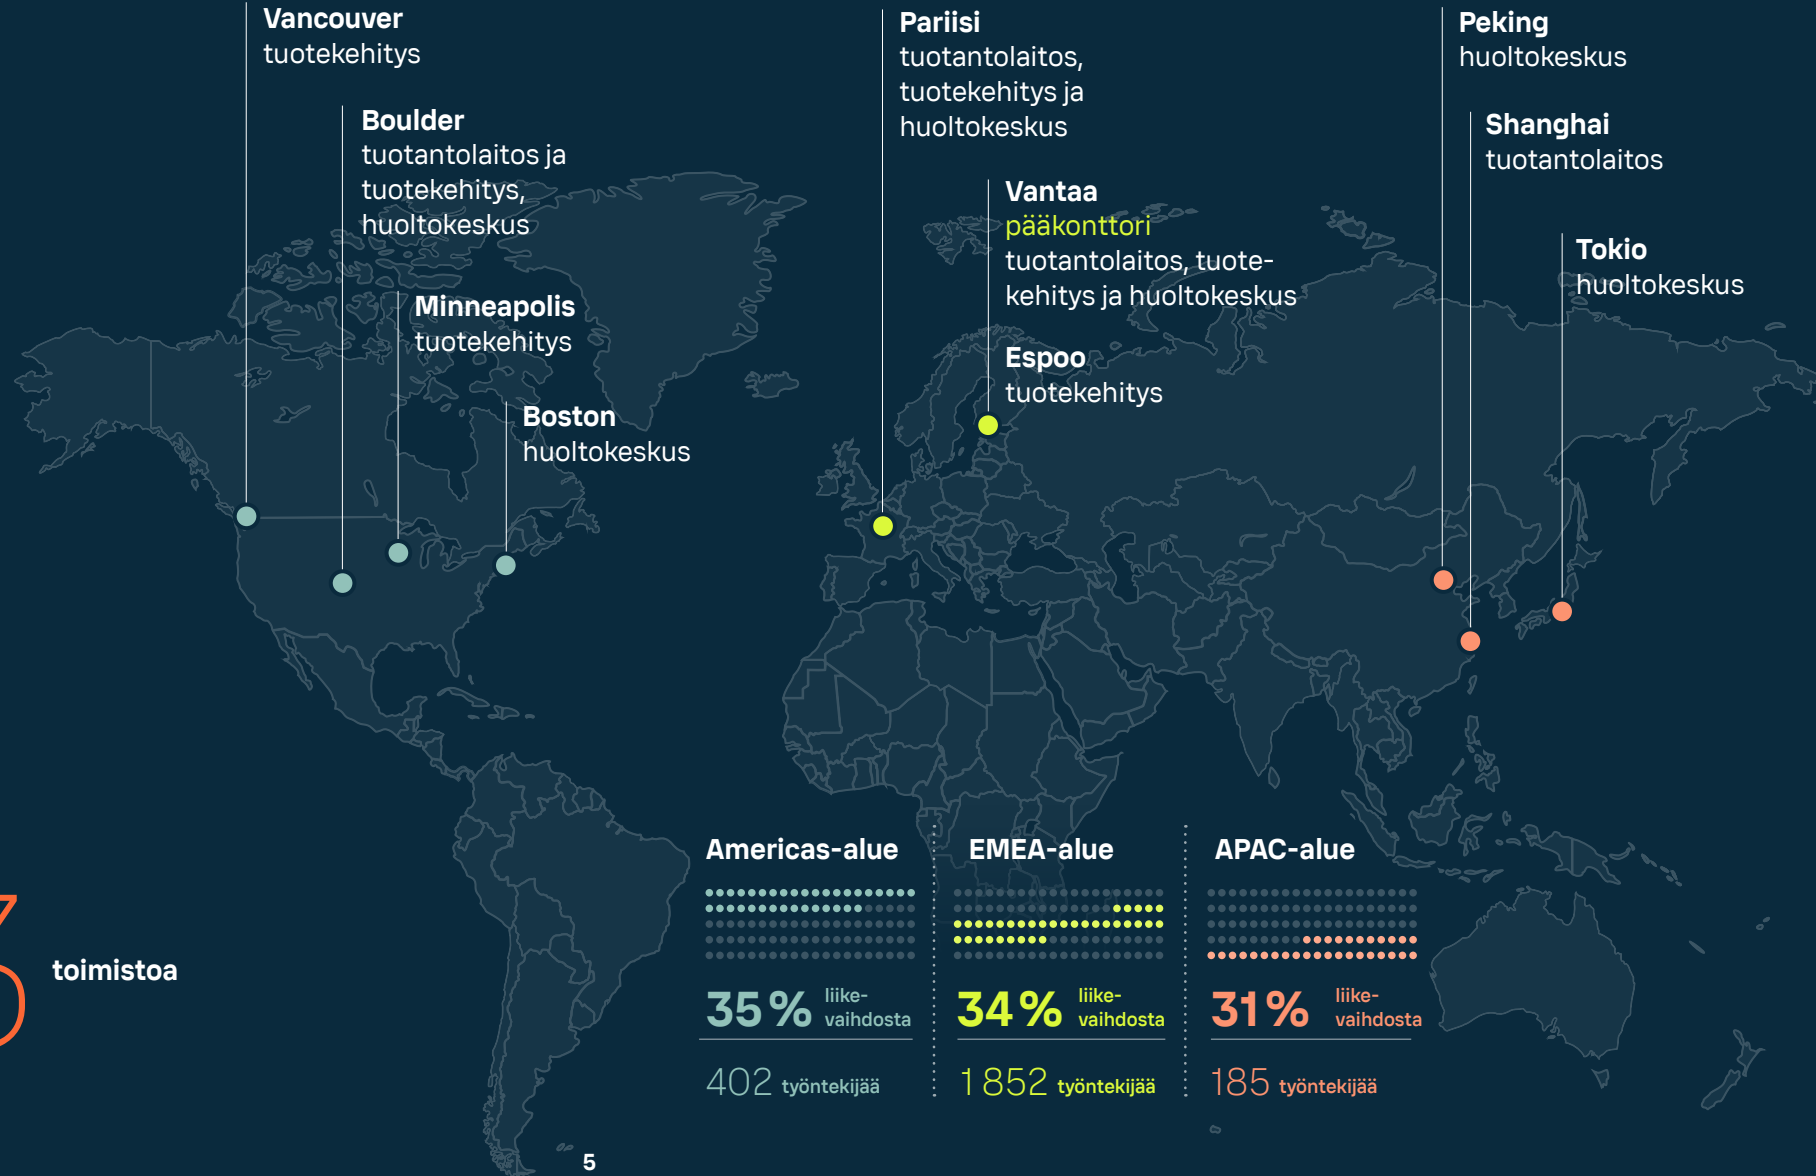 Vancouver
tuotekehitys
Boulder
tuotantolaitos ja
tuotekehitys,
huoltokeskus
Minneapolis
tuotekehitys
Boston
huoltokeskus
Pariisi
tuotantolaitos,
tuotekehitys ja
huoltokeskus
Vantaa
pääkonttori
tuotantolaitos, tuote-
kehitys ja huoltokeskus
Espoo
tuotekehitys
Peking
huoltokeskus
Shanghai
tuotantolaitos
Tokio
huoltokeskus
toimistoa
Americas-alue
35 % liike-
vaihdosta
402 työntekijää
EMEA-alue
34 % liike-
vaihdosta
1 852 työntekijää
APAC-alue
31 % liike-
vaihdosta
185 työntekijää
5